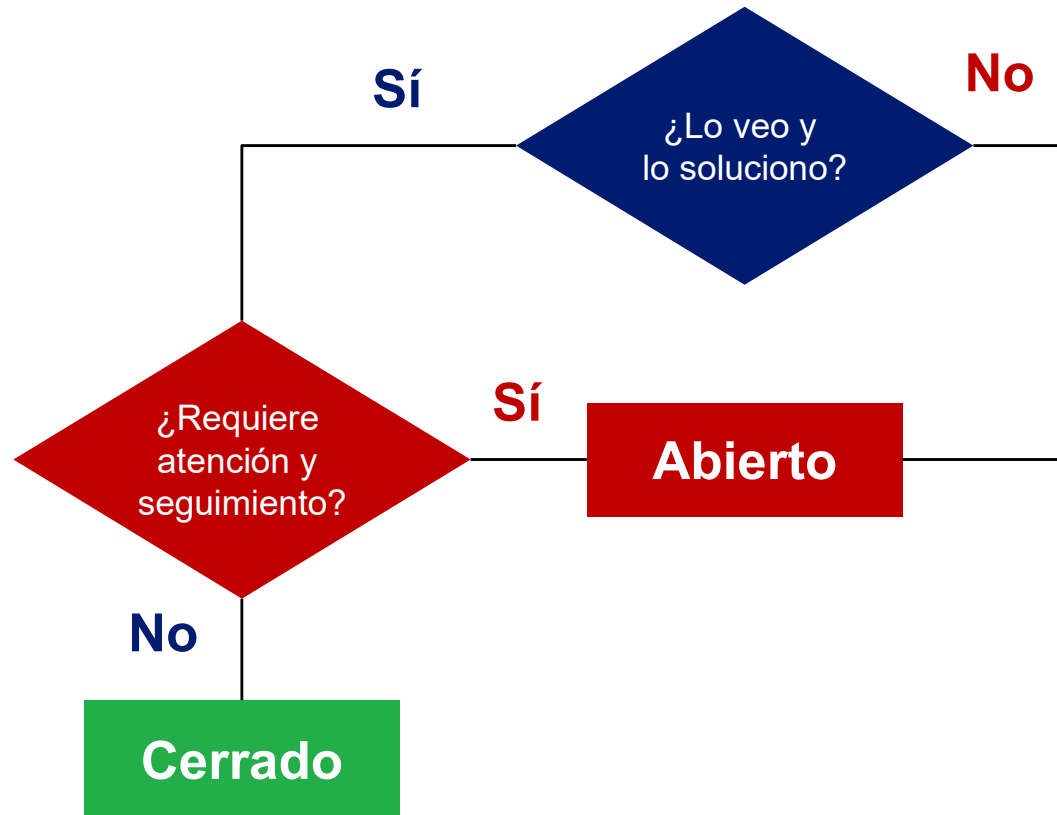 Sí
No
¿Lo veo y
lo soluciono?
¿Requiere
atención y
seguimiento?
Sí
Abierto
No
Cerrado